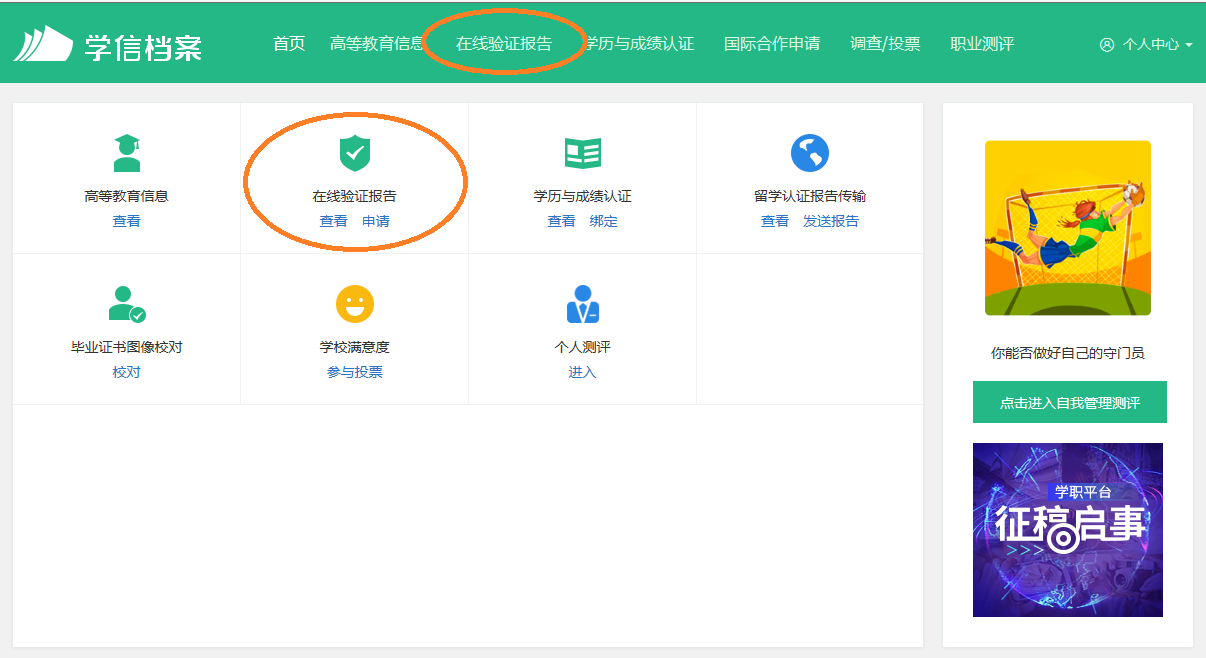 学信档案
首页 高等教育信息 在线验证报告 学历与成绩认证 国际合作申请 调查/投票 职业测评 个人中心
高等教育信息
查看
在线验证报告
查看 申请
学历与成绩认证
查看 绑定
留学认证报告传输
查看 发送报告
毕业证书图像校对
校对
学校满意度
参与投票
个人测评
进入
你能否做好自己的守门员
点击进入自我管理测评
学职平台
征稿启事
>>>